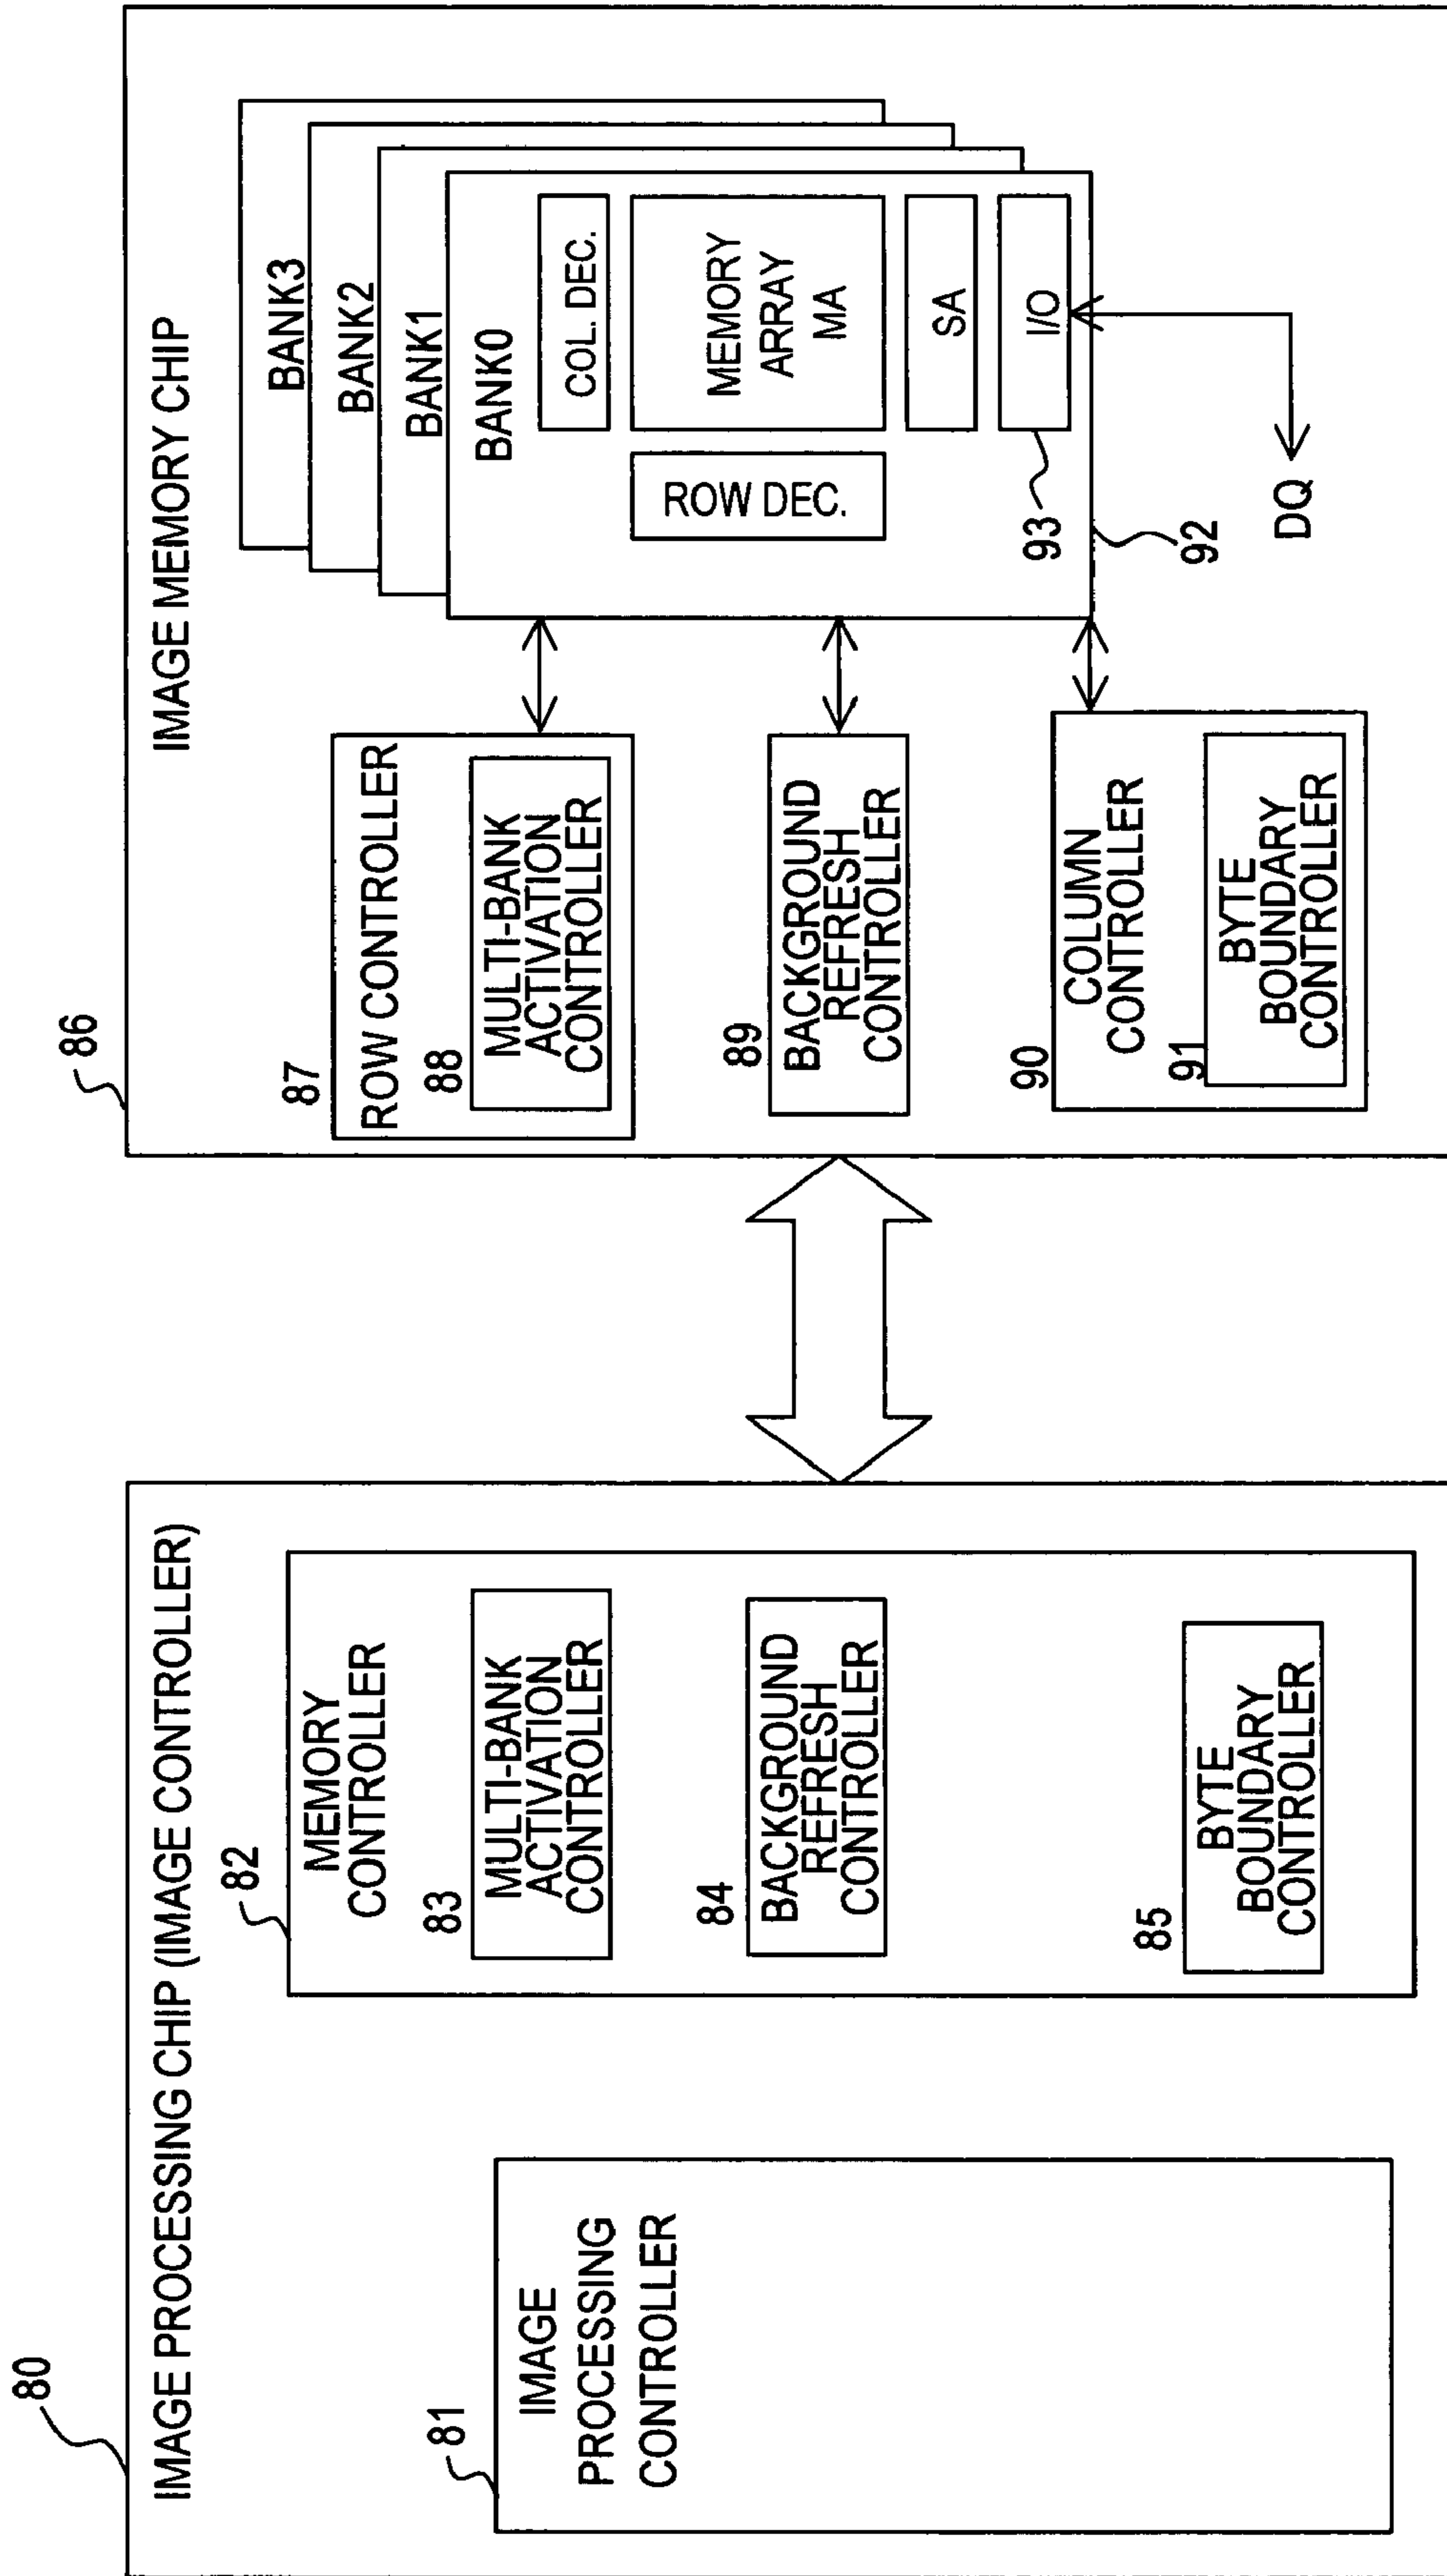 80
IMAGE PROCESSING CHIP (IMAGE CONTROLLER)
81
IMAGE
PROCESSING
CONTROLLER
82
MEMORY
CONTROLLER
83
MULTI-BANK
ACTIVATION
CONTROLLER
84
BACKGROUND
REFRESH
CONTROLLER
85
BYTE
BOUNDARY
CONTROLLER
86
IMAGE MEMORY CHIP
87
ROW CONTROLLER
88
MULTI-BANK
ACTIVATION
CONTROLLER
89
BACKGROUND
REFRESH
CONTROLLER
90
COLUMN
CONTROLLER
91
BYTE
BOUNDARY
CONTROLLER
BANK3
BANK2
BANK1
BANK0
COL. DEC.
ROW DEC.
MEMORY
ARRAY
MA
SA
I/O
93
92
DQ